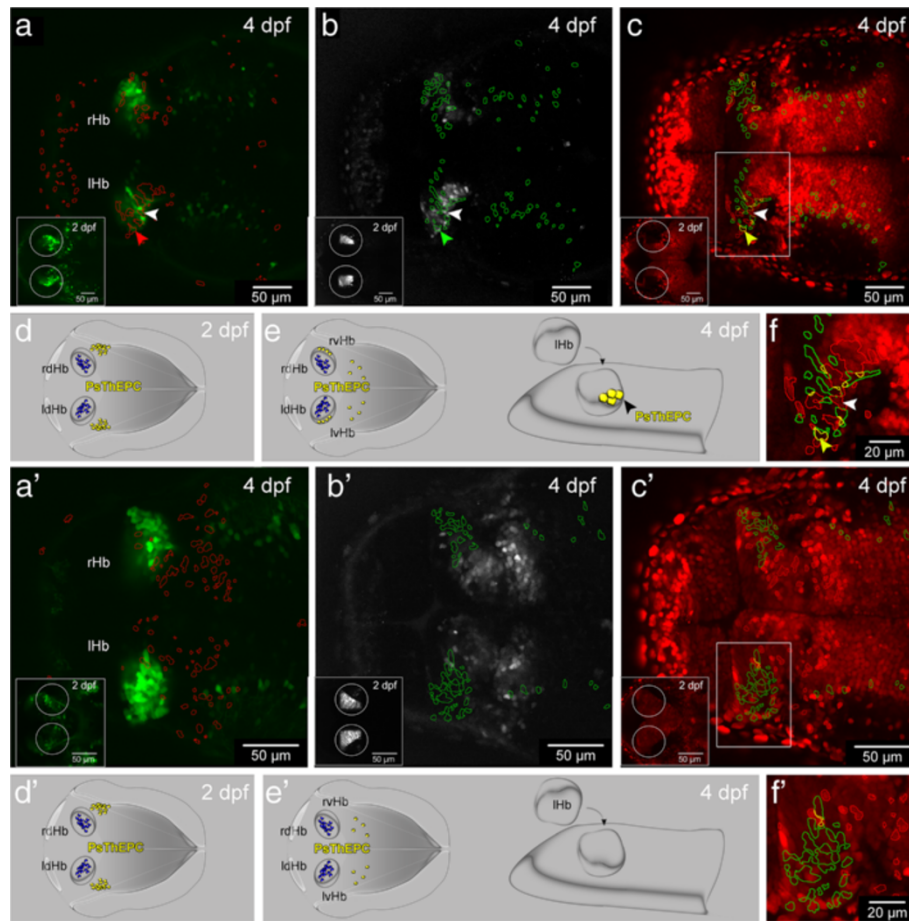 a 4 dpf
rHb
lHb
2 dpf
50 µm
50 µm
b 4 dpf
2 dpf
50 µm
50 µm
c 4 dpf
2 dpf
50 µm
50 µm
d 2 dpf
rdHb
PsThEPC
ldHb
e 4 dpf
rvHb
rdHb
PsThEPC
ldHb
lvHb
lHb
PsThEPC
f
20 µm
a' 4 dpf
rHb
lHb
2 dpf
50 µm
50 µm
b' 4 dpf
2 dpf
50 µm
50 µm
c' 4 dpf
2 dpf
50 µm
50 µm
d' 2 dpf
rdHb
PsThEPC
ldHb
e' 4 dpf
rvHb
rdHb
PsThEPC
ldHb
lvHb
lHb
f'
20 µm